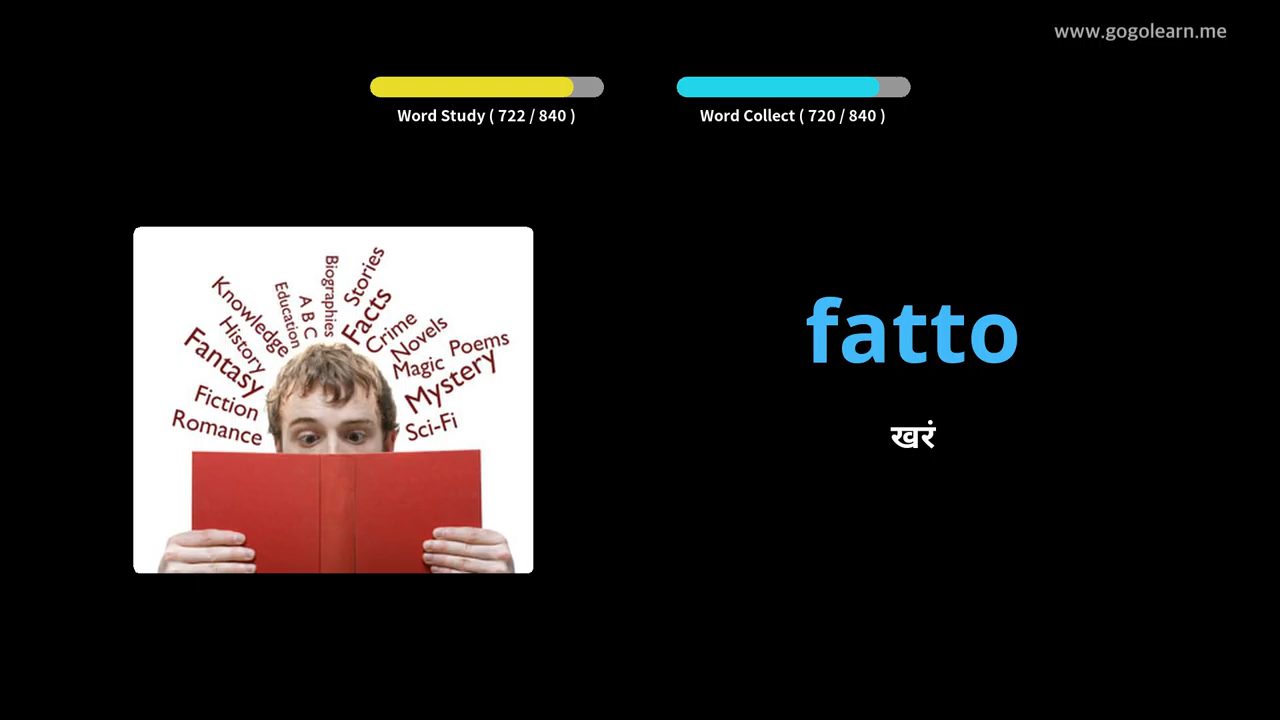 www.gogolearn.me
Word Study ( 722 / 840 )
Word Collect ( 720 / 840 )
Biographies
Stories
Knowledge
Education
A B C
Facts
History
Crime
Novels
Fantasy
Magic
Poems
Mystery
Fiction
Romance
Sci-Fi
fatto
खरं